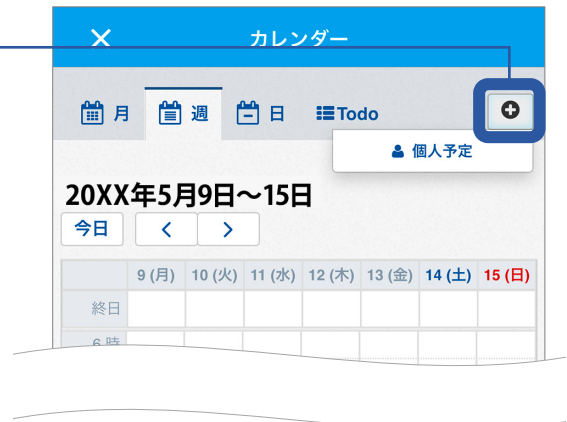 カレンダー
月 週 日 Todo
個人予定
20XX年5月9日〜15日
今日
9 (月) 10 (火) 11 (水) 12 (木) 13 (金) 14 (土) 15 (日)
終日
6 時